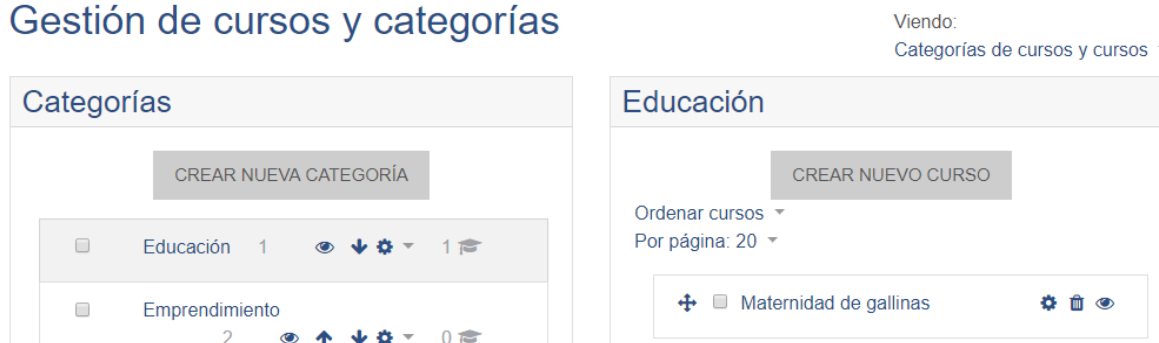 Gestión de cursos y categorías
Viendo:
Categorías de cursos y cursos
Categorías
CREAR NUEVA CATEGORÍA
Educación 1 1
Emprendimiento
2 0
Educación
CREAR NUEVO CURSO
Ordenar cursos
Por página: 20
Maternidad de gallinas